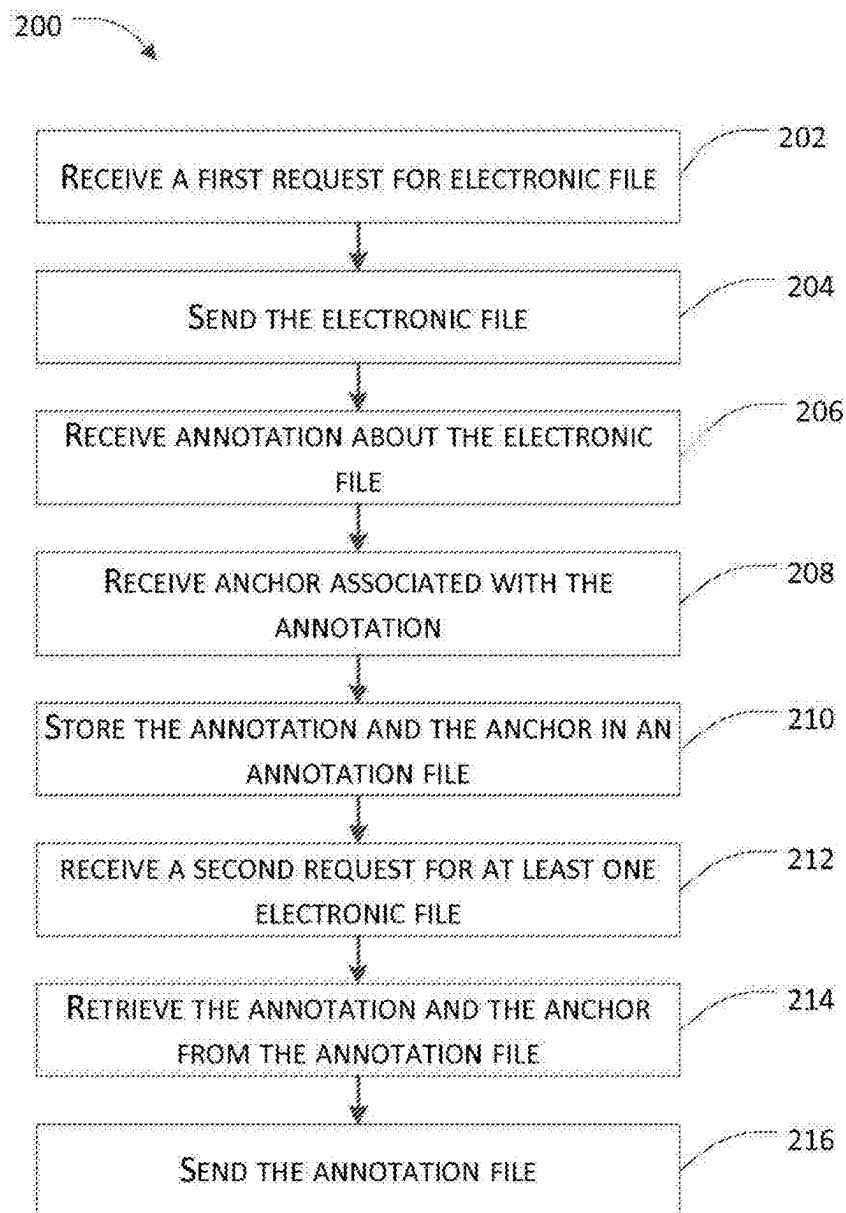 200
RECEIVE A FIRST REQUEST FOR ELECTRONIC FILE
202
SEND THE ELECTRONIC FILE
204
RECEIVE ANNOTATION ABOUT THE ELECTRONIC
FILE
206
RECEIVE ANCHOR ASSOCIATED WITH THE
ANNOTATION
208
STORE THE ANNOTATION AND THE ANCHOR IN AN
ANNOTATION FILE
210
RECEIVE A SECOND REQUEST FOR AT LEAST ONE
ELECTRONIC FILE
212
RETRIEVE THE ANNOTATION AND THE ANCHOR
FROM THE ANNOTATION FILE
214
SEND THE ANNOTATION FILE
216